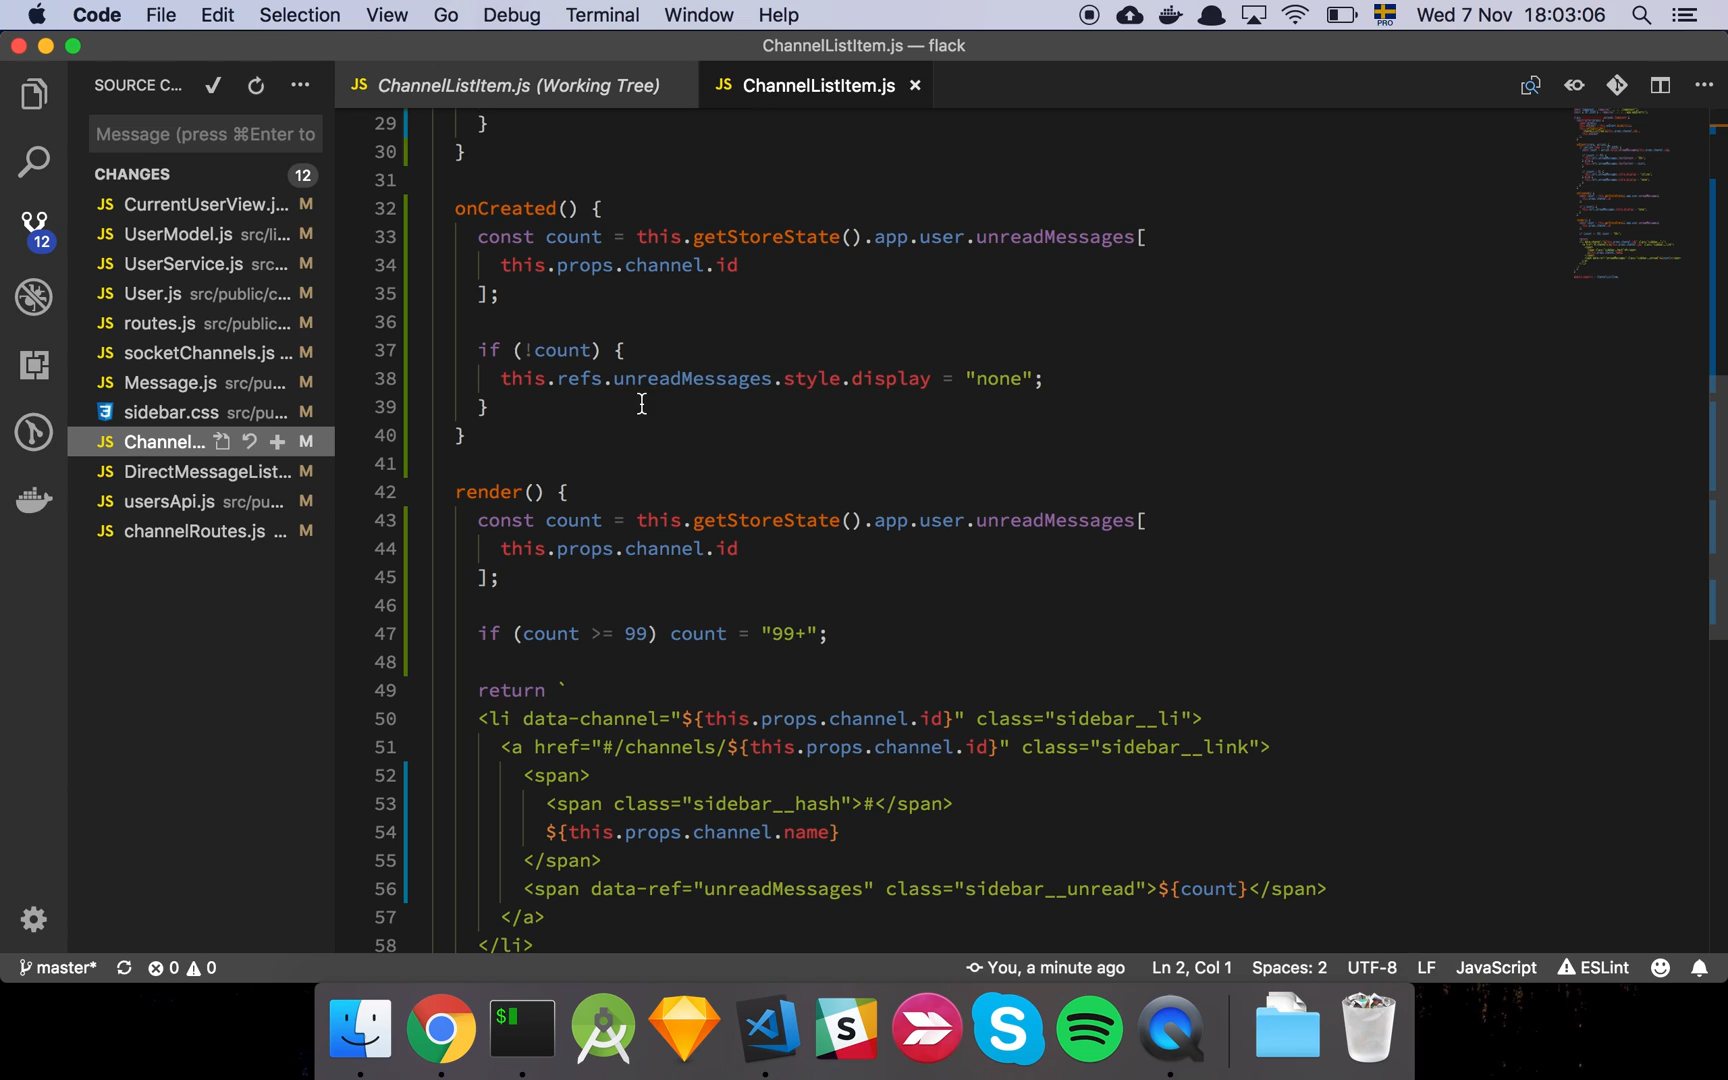 Code File Edit Selection View Go Debug Terminal Window Help PRO Wed 7 Nov 18:03:06
ChannelListItem.js — flack
SOURCE C...
JS ChannelListItem.js (Working Tree)
JS ChannelListItem.js
Message (press ⌘Enter to
CHANGES 12
JS CurrentUserView.j... M
JS UserModel.js src/li... M
12
JS UserService.js src... M
JS User.js src/public/c... M
JS routes.js src/public... M
JS socketChannels.js ... M
JS Message.js src/pu... M
3 sidebar.css src/pu... M
JS Channel... M
JS DirectMessageList... M
JS usersApi.js src/pu... M
JS channelRoutes.js ... M
29 }
30 }
31
32 onCreated() {
33 const count = this.getStoreState().app.user.unreadMessages[
34 this.props.channel.id
35 ];
36
37 if (!count) {
38 this.refs.unreadMessages.style.display = "none";
39 }
40 }
41
42 render() {
43 const count = this.getStoreState().app.user.unreadMessages[
44 this.props.channel.id
45 ];
46
47 if (count >= 99) count = "99+";
48
49 return `
50 <li data-channel="${this.props.channel.id}" class="sidebar__li">
51 <a href="#/channels/${this.props.channel.id}" class="sidebar__link">
52 <span>
53 <span class="sidebar__hash">#</span>
54 ${this.props.channel.name}
55 </span>
56 <span data-ref="unreadMessages" class="sidebar__unread">${count}</span>
57 </a>
58 </li>
master* 0 0 You, a minute ago Ln 2, Col 1 Spaces: 2 UTF-8 LF JavaScript ESLint
$
S
S